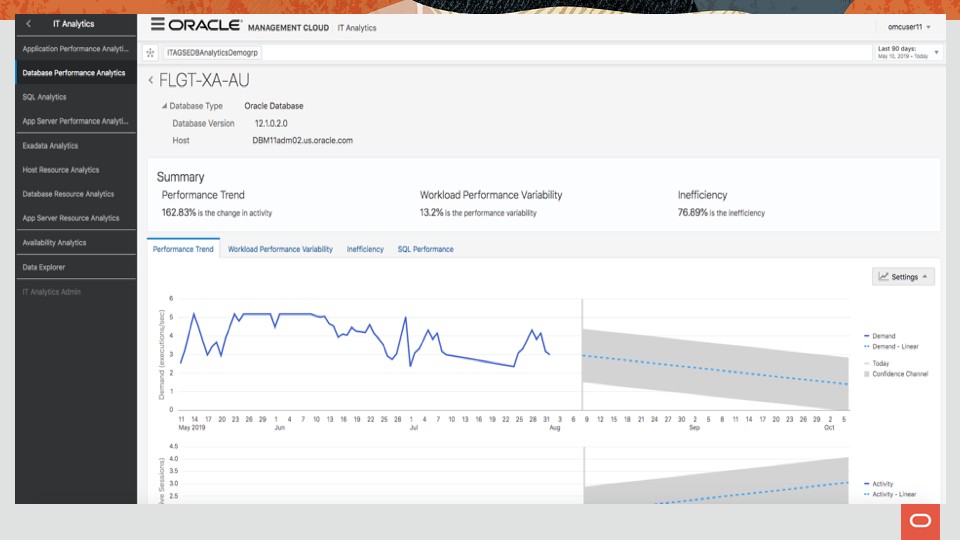 IT Analytics
ORACLE MANAGEMENT CLOUD IT Analytics
omcuser11
Application Performance Analyti...
Database Performance Analytics
SQL Analytics
App Server Performance Analyti...
Exadata Analytics
Host Resource Analytics
Database Resource Analytics
App Server Resource Analytics
Availability Analytics
Data Explorer
IT Analytics Admin
ITAGSEDBAnalyticsDemogrp
Last 90 days:
May 10, 2019 - Today
FLGT-XA-AU
Database Type Oracle Database
Database Version 12.1.0.2.0
Host DBM11adm02.us.oracle.com
Summary
Performance Trend Workload Performance Variability Inefficiency
162.83% is the change in activity 13.2% is the performance variability 76.89% is the inefficiency
Performance Trend Workload Performance Variability Inefficiency SQL Performance
Settings
Demand (executions/sec)
6
5
4
3
2
1
0
11 14 17 20 23 26 29 1 4 7 10 13 16 19 22 25 28 1 4 7 10 13 16 19 22 25 28 31 3 6 9 12 15 18 21 24 27 30 2 5 8 11 14 17 20 23 26 29 2 5
May 2019 Jun Jul Aug Sep Oct
Demand
Demand - Linear
Today
Confidence Channel
4.5
4.0
3.5
3.0
2.5
ive Sessions)
Activity
Activity - Linear